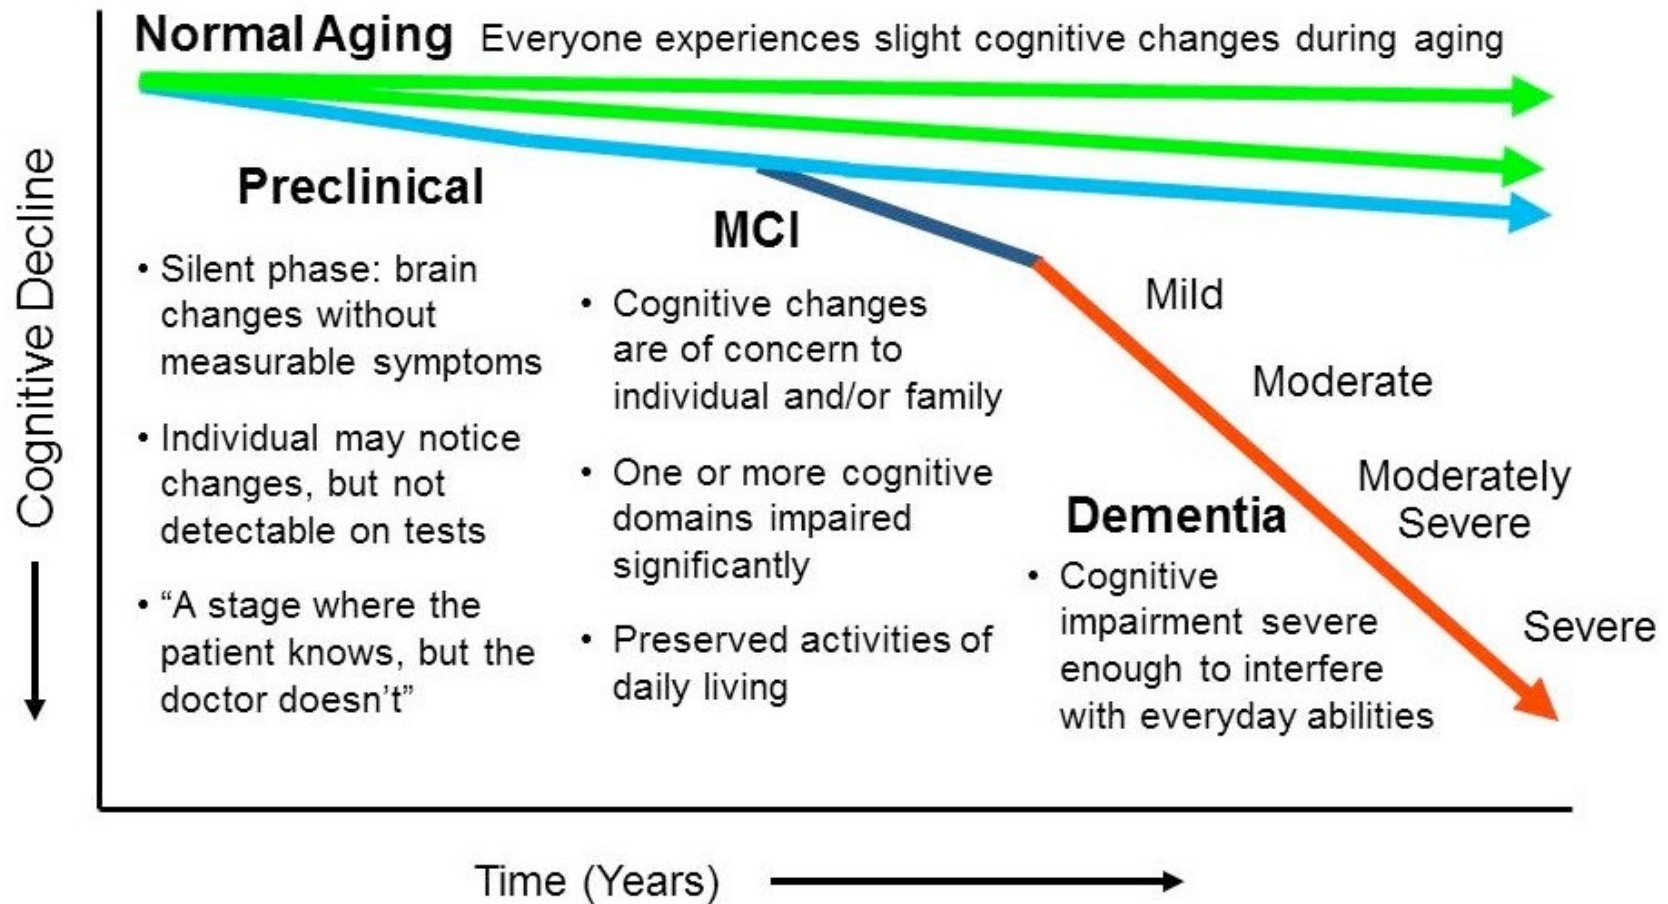 Normal Aging Everyone experiences slight cognitive changes during aging
Cognitive Decline
Preclinical
• Silent phase: brain
changes without
measurable symptoms
• Individual may notice
changes, but not
detectable on tests
• “A stage where the
patient knows, but the
doctor doesn’t”
MCI
• Cognitive changes
are of concern to
individual and/or family
• One or more cognitive
domains impaired
significantly
• Preserved activities of
daily living
Dementia
• Cognitive
impairment severe
enough to interfere
with everyday abilities
Mild
Moderate
Moderately
Severe
Severe
Time (Years)